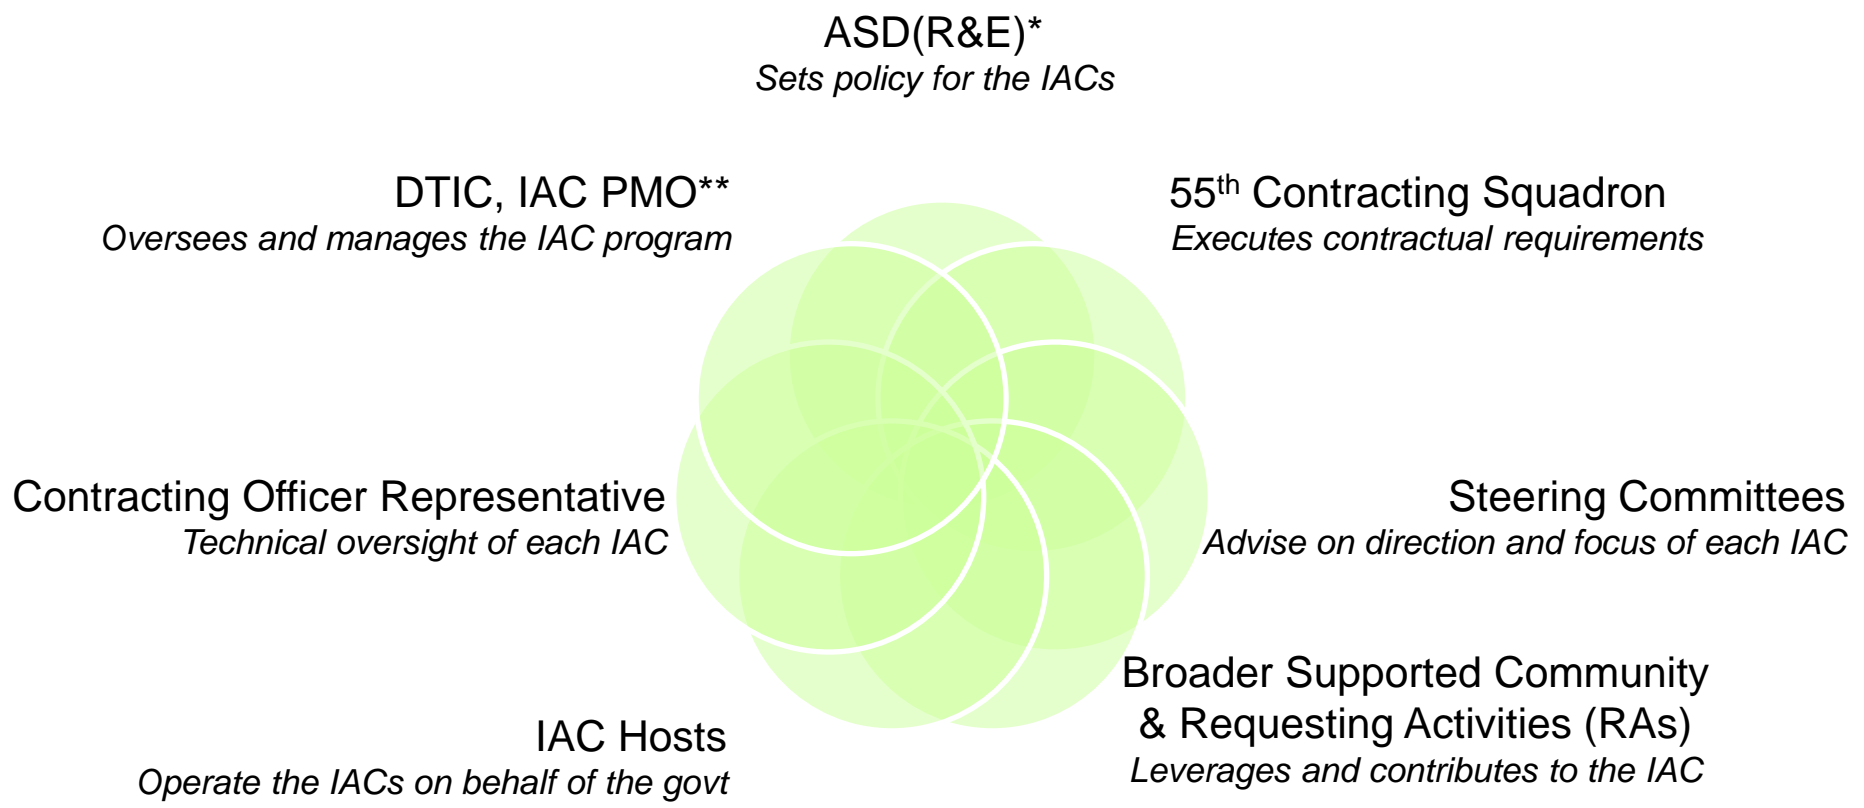 ASD(R&E)*
Sets policy for the IACs
DTIC, IAC PMO**
Oversees and manages the IAC program
55th Contracting Squadron
Executes contractual requirements
Contracting Officer Representative
Technical oversight of each IAC
Steering Committees
Advise on direction and focus of each IAC
IAC Hosts
Operate the IACs on behalf of the govt
Broader Supported Community
& Requesting Activities (RAs)
Leverages and contributes to the IAC